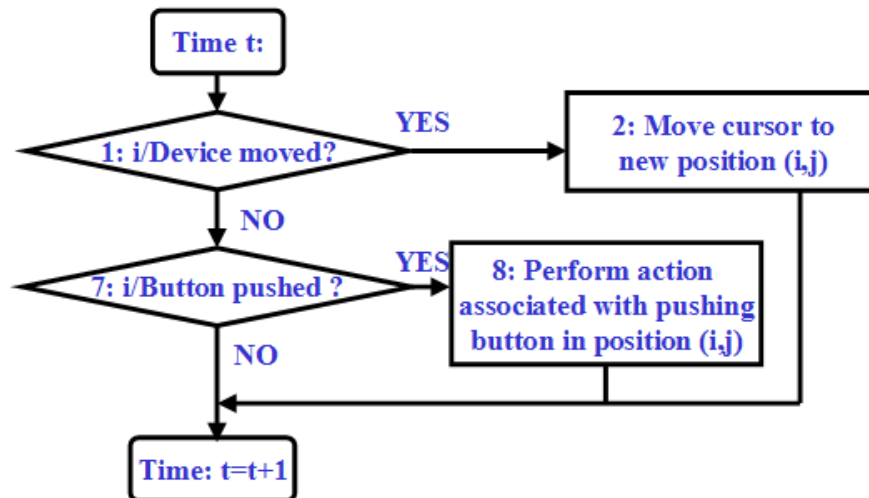 Time t:
1: i/Device moved?
YES
2: Move cursor to
new position (i,j)
NO
7: i/Button pushed ?
YES
8: Perform action
associated with pushing
button in position (i,j)
NO
Time: t=t+1